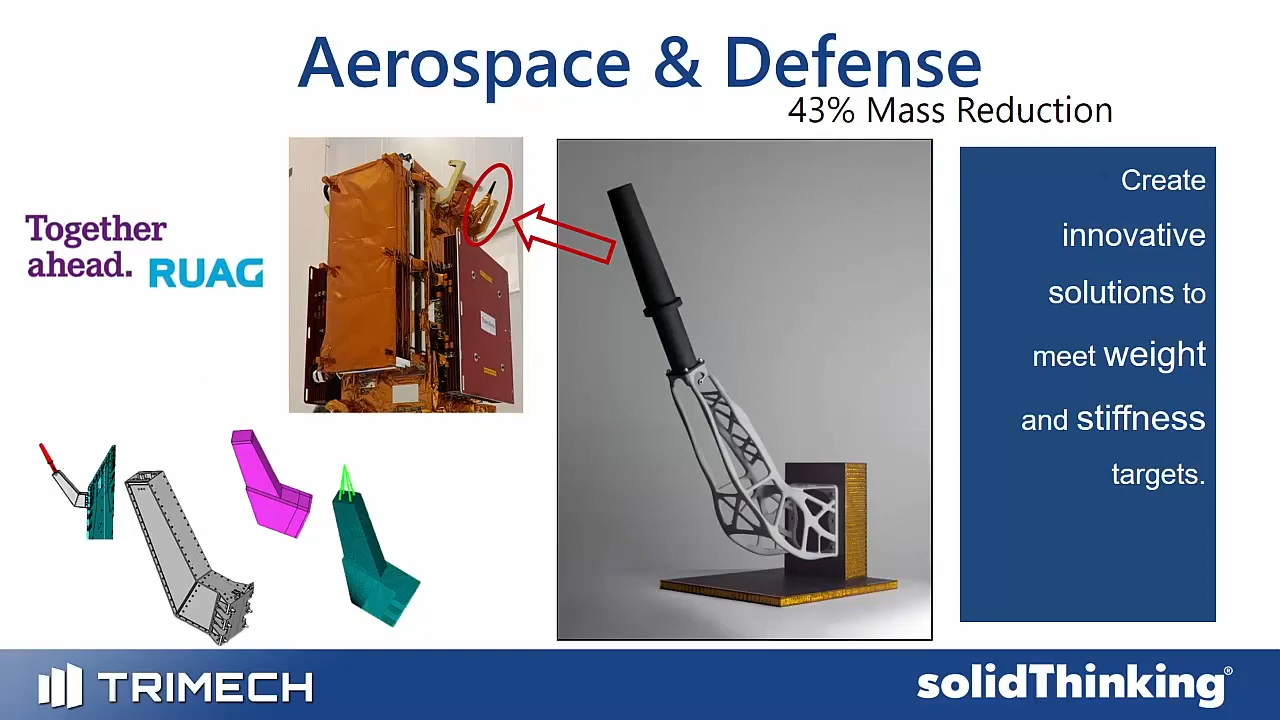 Aerospace & Defense
43% Mass Reduction
Together
ahead. RUAG
Create
innovative
solutions to
meet weight
and stiffness
targets.
TRIMECH
solidThinking®